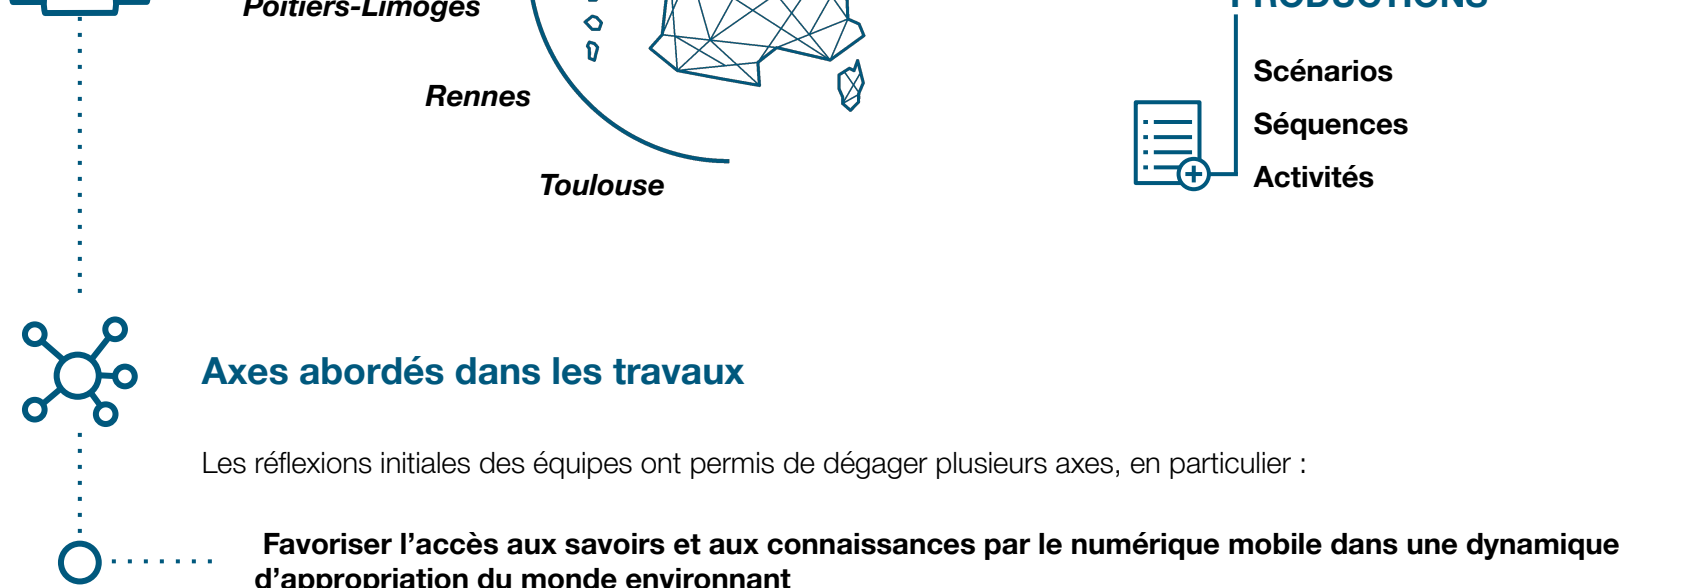 Poitiers-Limoges
Rennes
Toulouse
PRODUCTIONS
Scénarios
Séquences
Activités
Axes abordés dans les travaux
Les réflexions initiales des équipes ont permis de dégager plusieurs axes, en particulier :
Favoriser l’accès aux savoirs et aux connaissances par le numérique mobile dans une dynamique
d’appropriation du monde environnant